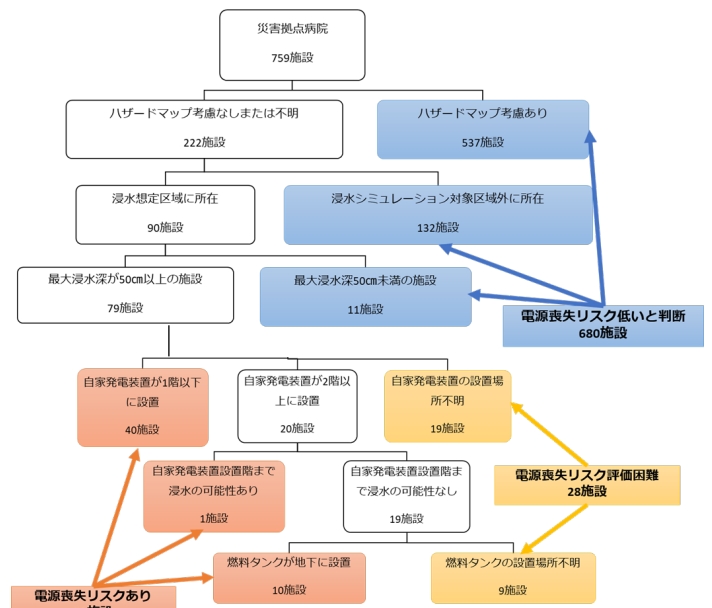 災害拠点病院
759施設
ハザードマップ考慮なしまたは不明
222施設
ハザードマップ考慮あり
537施設
浸水想定区域に所在
90施設
浸水シミュレーション対象区域外に所在
132施設
最大浸水深が50㎝以上の施設
79施設
最大浸水深50㎝未満の施設
11施設
電源喪失リスク低いと判断
680施設
自家発電装置が1階以下
に設置
40施設
自家発電装置が2階以
上に設置
20施設
自家発電装置の設置場
所不明
19施設
自家発電装置設置階まで
浸水の可能性あり
1施設
自家発電装置設置階ま
で浸水の可能性なし
19施設
電源喪失リスク評価困難
28施設
燃料タンクが地下に設置
10施設
燃料タンクの設置場所不明
9施設
電源喪失リスクあり